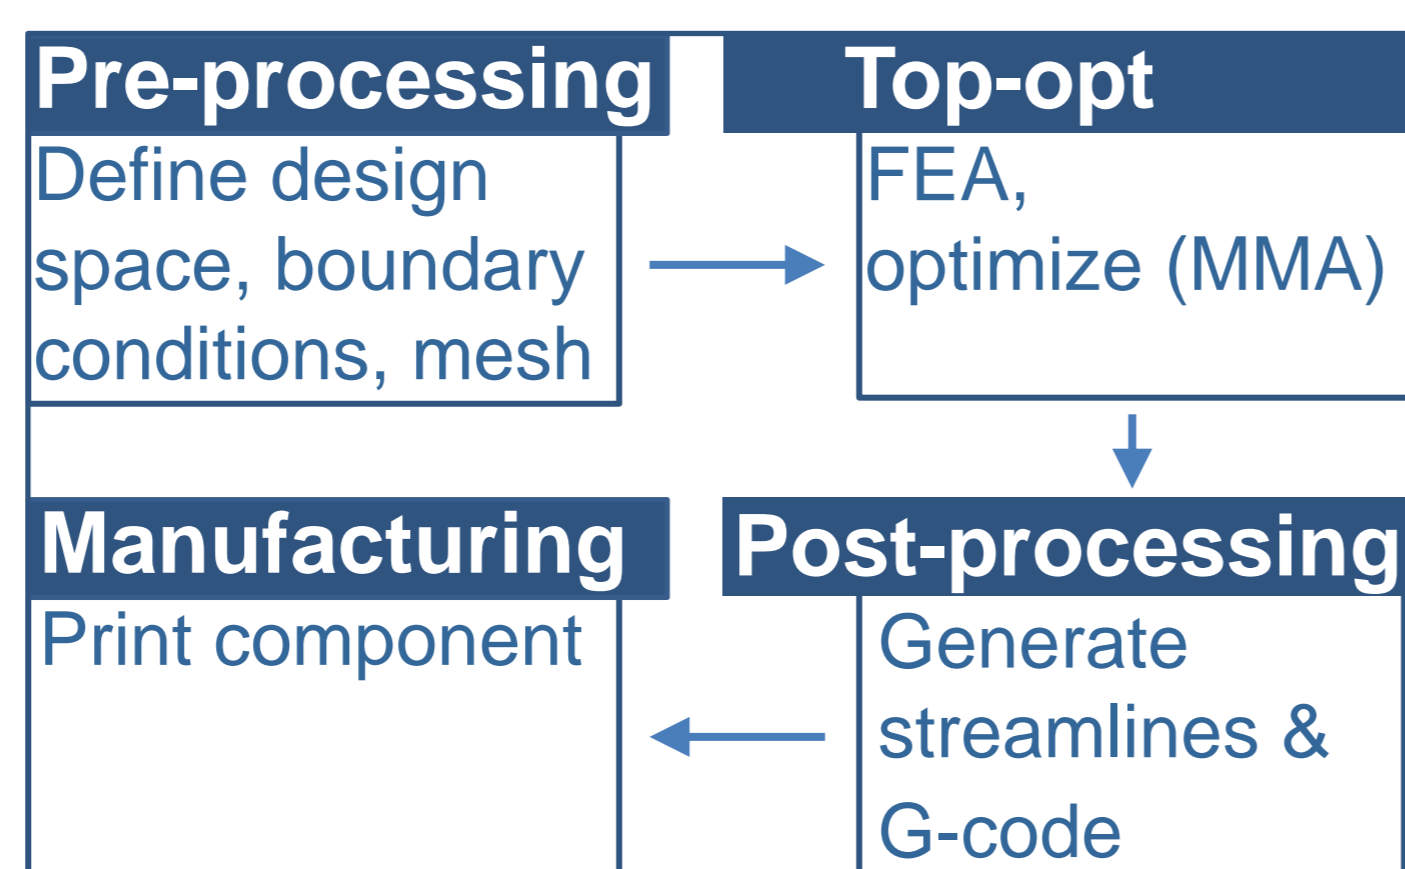 Pre-processing
Define design
space, boundary
conditions, mesh
Top-opt
FEA,
optimize (MMA)
Manufacturing
Print component
Post-processing
Generate
streamlines &
G-code